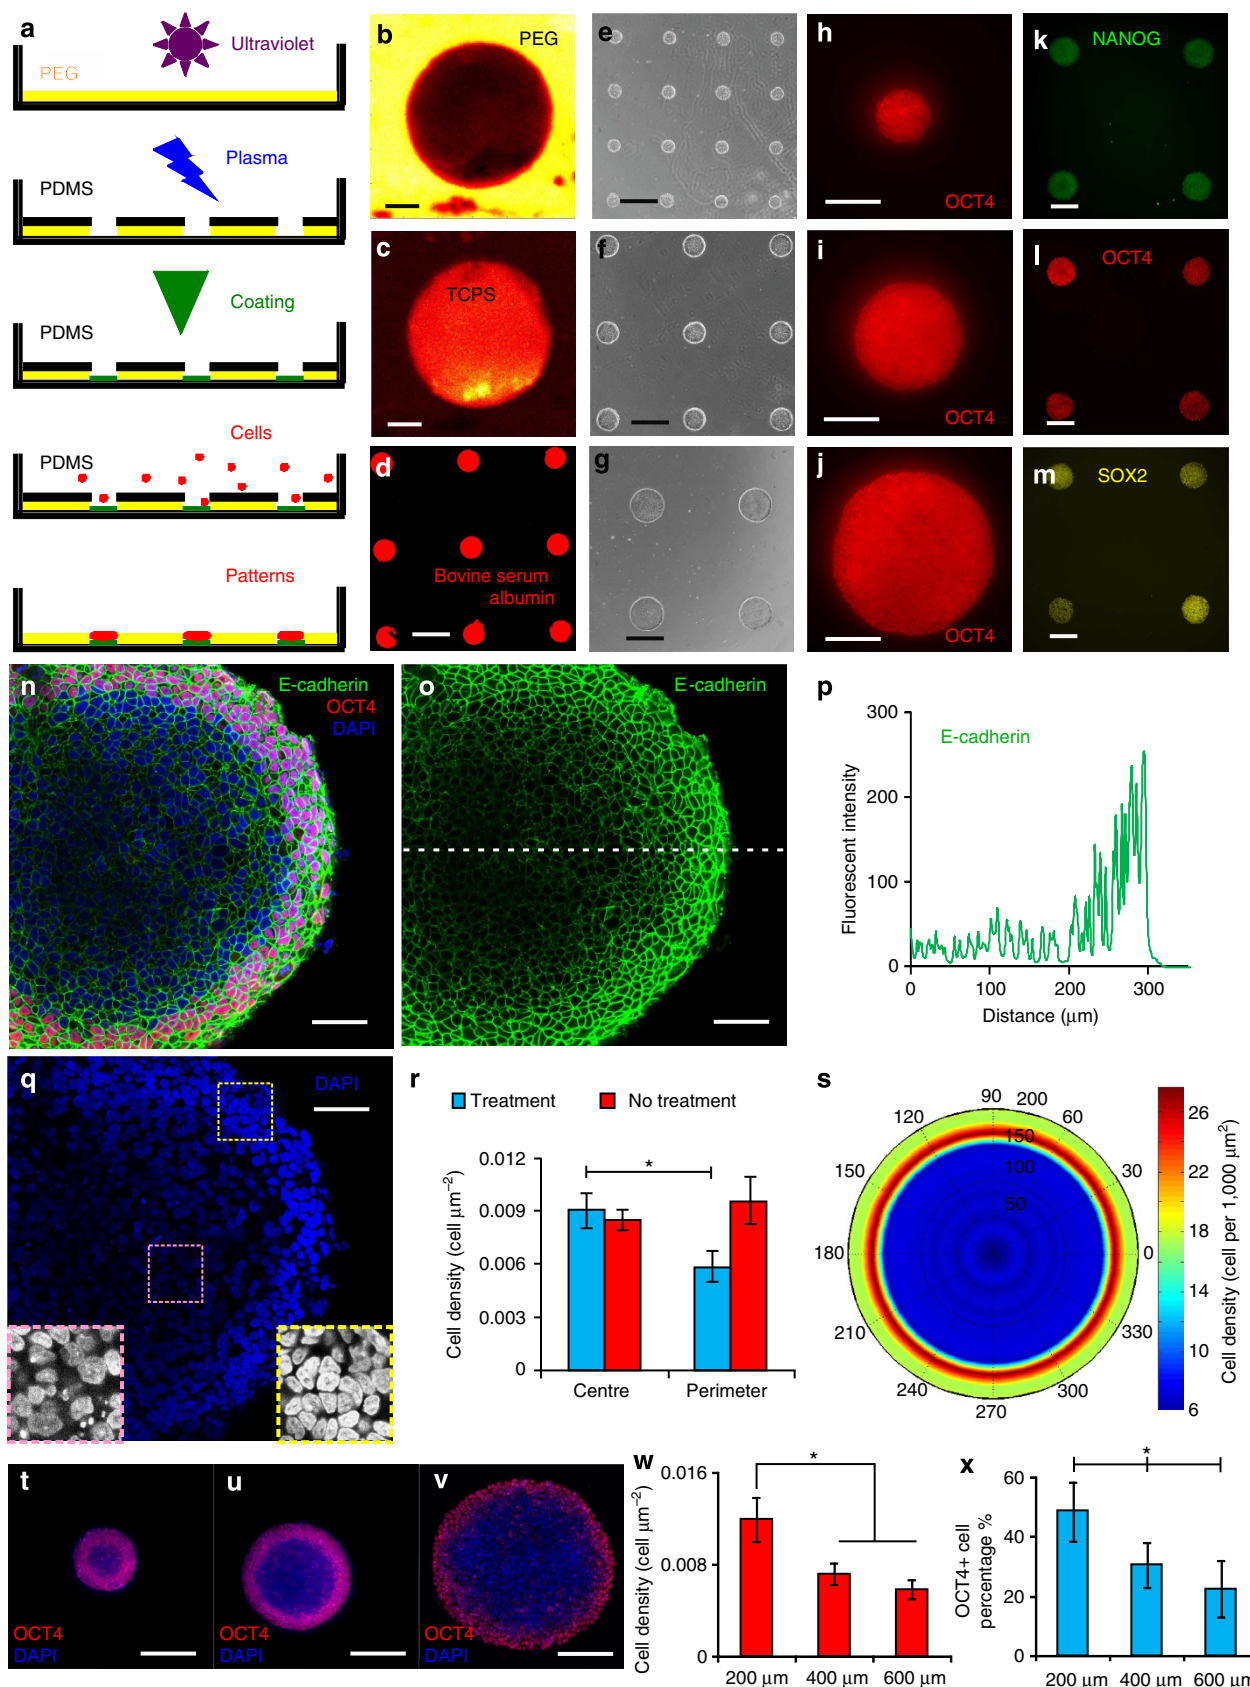 a
Ultraviolet
PEG
Plasma
PDMS
Coating
PDMS
Cells
PDMS
Patterns
b
PEG
c
TCPS
d
Bovine serum
albumin
e
f
g
h
OCT4
i
OCT4
j
OCT4
k
NANOG
l
OCT4
m
SOX2
n
E-cadherin
OCT4
DAPI
o
E-cadherin
p
E-cadherin
300
200
100
0
Fluorescent intensity
0 100 200 300
Distance (μm)
q
DAPI
r
Treatment No treatment
*
0.012
0.009
0.006
0.003
0
Cell density (cell μm⁻²)
Centre Perimeter
s
90
200
120 60
150
150 30
100
50
180 0
210 330
240 300
270
26
22
18
14
10
6
Cell density (cell per 1,000 μm²)
t
OCT4
DAPI
u
OCT4
DAPI
v
OCT4
DAPI
w
*
0.016
0.008
0
Cell density (cell μm⁻²)
200 μm 400 μm 600 μm
x
*
60
40
20
0
OCT4+ cell
percentage %
200 μm 400 μm 600 μm